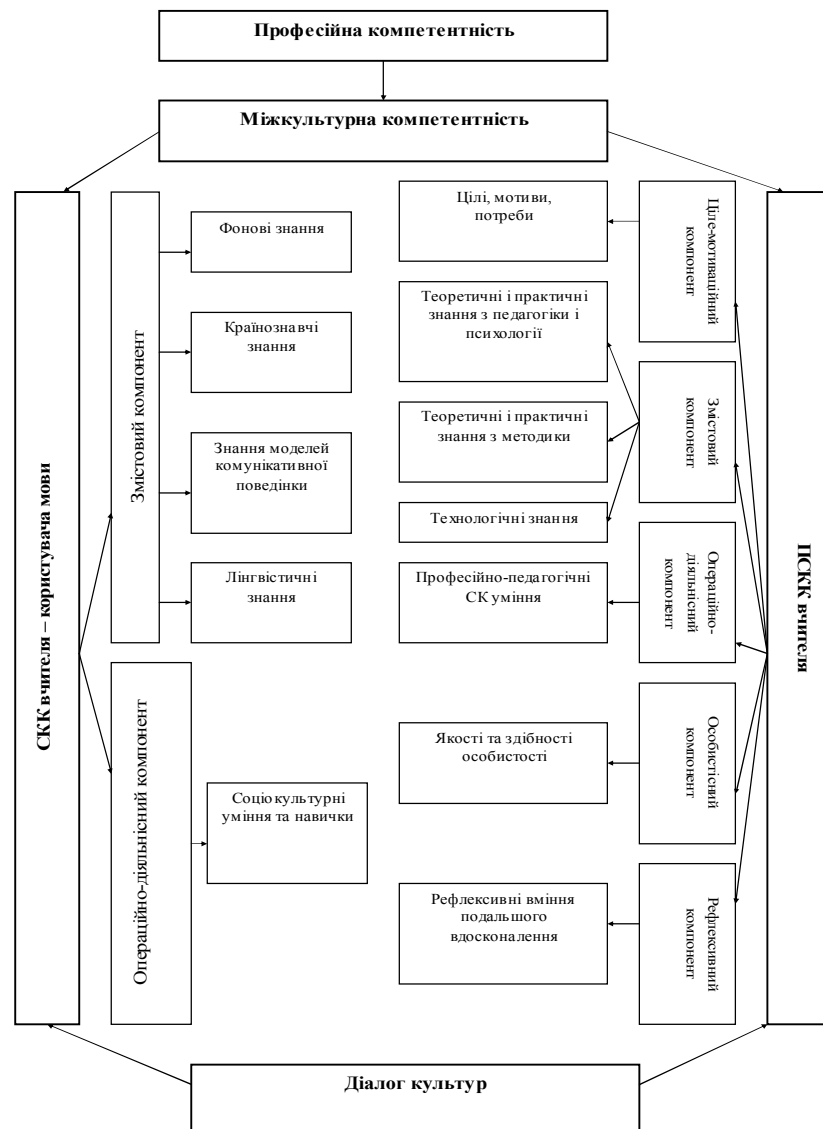 Професійна компетентність
Міжкультурна компетентність
СКК вчителя – користувача мови
Змістовий компонент
Фонові знання
Країнознавчі
знання
Знання моделей
комунікативної
поведінки
Лінгвістичні
знання
Операційно-діяльнісний компонент
Соціокультурні
уміння та навички
Цілі, мотиви,
потреби
Теоретичні і практичні
знання з педагогіки і
психології
Теоретичні і практичні
знання з методики
Технологічні знання
Професійно-педагогічні
СК уміння
Якості та здібності
особистості
Рефлексивні вміння
подальшого
вдосконалення
Ціле-мотиваційний
компонент
Змістовий
компонент
Операційно-
діяльнісний
компонент
Особистісний
компонент
Рефлексивний
компонент
ПСКК вчителя
Діалог культур